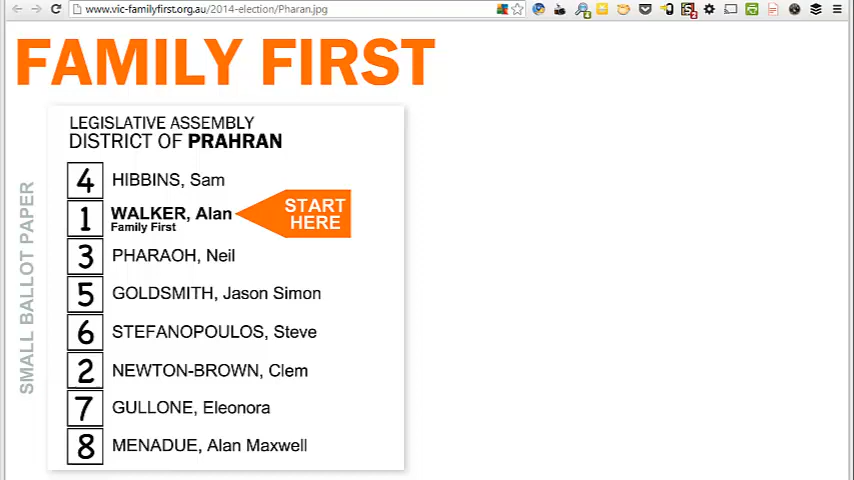 www.vic-familyfirst.org.au/2014-election/Pharan.jpg
FAMILY FIRST
SMALL BALLOT PAPER
LEGISLATIVE ASSEMBLY
DISTRICT OF PRAHRAN
4 HIBBINS, Sam
1 WALKER, Alan
Family First
START
HERE
3 PHARAOH, Neil
5 GOLDSMITH, Jason Simon
6 STEFANOPOULOS, Steve
2 NEWTON-BROWN, Clem
7 GULLONE, Eleonora
8 MENADUE, Alan Maxwell